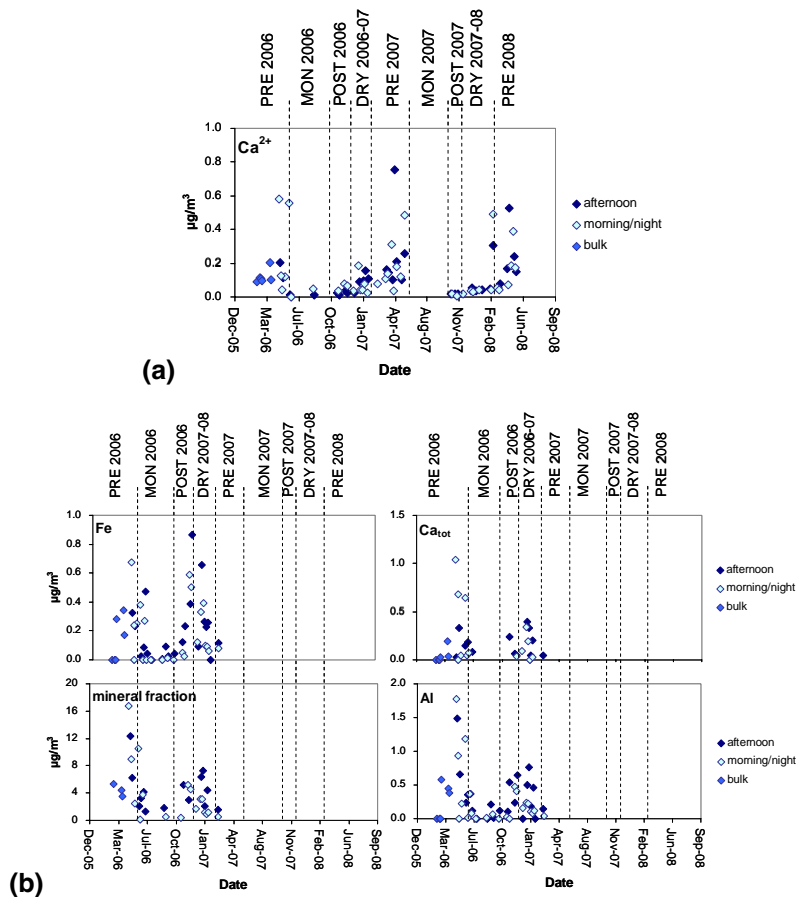 PRE 2006
MON 2006
POST 2006
DRY 2006-07
PRE 2007
MON 2007
POST 2007
DRY 2007-08
PRE 2008
Ca2+
1.0
0.8
0.6
0.4
0.2
0.0
µg/m3
afternoon
morning/night
bulk
Dec-05
Mar-06
Jul-06
Oct-06
Jan-07
Apr-07
Aug-07
Nov-07
Feb-08
Jun-08
Sep-08
Date
(a)
PRE 2006
MON 2006
POST 2006
DRY 2007-08
PRE 2007
MON 2007
POST 2007
DRY 2007-08
PRE 2008
Fe
1.0
0.8
0.6
0.4
0.2
0.0
µg/m3
PRE 2006
MON 2006
POST 2006
DRY 2006-07
PRE 2007
MON 2007
POST 2007
DRY 2007-08
PRE 2008
Catot
1.5
1.0
0.5
0.0
afternoon
morning/night
bulk
mineral fraction
20
16
12
8
4
0
µg/m3
Dec-05
Mar-06
Jul-06
Oct-06
Jan-07
Apr-07
Aug-07
Nov-07
Feb-08
Jun-08
Sep-08
Date
Al
2.0
1.5
1.0
0.5
0.0
afternoon
morning/night
bulk
Dec-05
Mar-06
Jul-06
Oct-06
Jan-07
Apr-07
Aug-07
Nov-07
Feb-08
Jun-08
Sep-08
Date
(b)